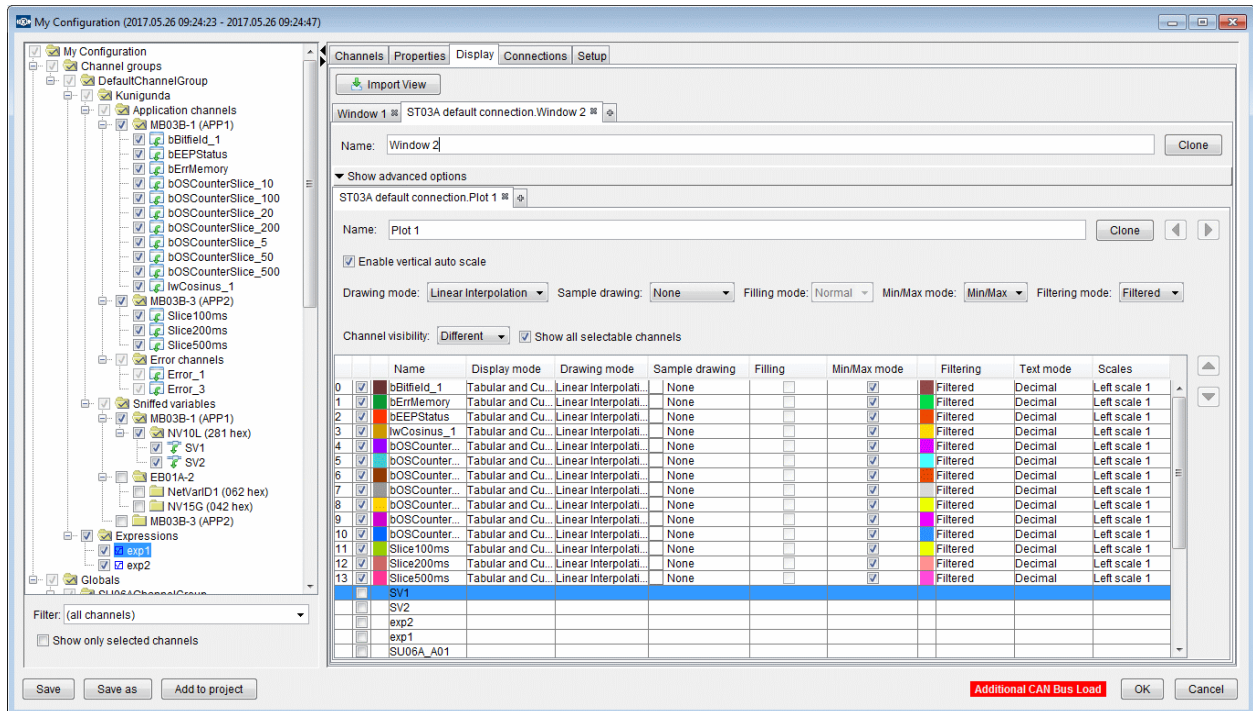 My Configuration (2017.05.26 09:24:23 - 2017.05.26 09:24:47)
My Configuration
Channel groups
DefaultChannelGroup
Kunigunda
Application channels
MB03B-1 (APP1)
bBitfield_1
bEEPStatus
bErrMemory
bOSCounterSlice_10
bOSCounterSlice_100
bOSCounterSlice_20
bOSCounterSlice_200
bOSCounterSlice_5
bOSCounterSlice_50
bOSCounterSlice_500
lwCosinus_1
MB03B-3 (APP2)
Slice100ms
Slice200ms
Slice500ms
Error channels
Error_1
Error_3
Sniffed variables
MB03B-1 (APP1)
NV10L (281 hex)
SV1
SV2
EB01A-2
NetVarID1 (062 hex)
NV15G (042 hex)
MB03B-3 (APP2)
Expressions
exp1
exp2
Globals
SU06AChannelGroup
Filter: (all channels)
Show only selected channels
Channels Properties Display Connections Setup
Import View
Window 1 ST03A default connection.Window 2
Name: Window 2 Clone
Show advanced options
ST03A default connection.Plot 1
Name: Plot 1 Clone
Enable vertical auto scale
Drawing mode: Linear Interpolation Sample drawing: None Filling mode: Normal Min/Max mode: Min/Max Filtering mode: Filtered
Channel visibility: Different Show all selectable channels
Name Display mode Drawing mode Sample drawing Filling Min/Max mode Filtering Text mode Scales
0 bBitfield_1 Tabular and Cu... Linear Interpolati... None Filtered Decimal Left scale 1
1 bErrMemory Tabular and Cu... Linear Interpolati... None Filtered Decimal Left scale 1
2 bEEPStatus Tabular and Cu... Linear Interpolati... None Filtered Decimal Left scale 1
3 lwCosinus_1 Tabular and Cu... Linear Interpolati... None Filtered Decimal Left scale 1
4 bOSCounter... Tabular and Cu... Linear Interpolati... None Filtered Decimal Left scale 1
5 bOSCounter... Tabular and Cu... Linear Interpolati... None Filtered Decimal Left scale 1
6 bOSCounter... Tabular and Cu... Linear Interpolati... None Filtered Decimal Left scale 1
7 bOSCounter... Tabular and Cu... Linear Interpolati... None Filtered Decimal Left scale 1
8 bOSCounter... Tabular and Cu... Linear Interpolati... None Filtered Decimal Left scale 1
9 bOSCounter... Tabular and Cu... Linear Interpolati... None Filtered Decimal Left scale 1
10 bOSCounter... Tabular and Cu... Linear Interpolati... None Filtered Decimal Left scale 1
11 Slice100ms Tabular and Cu... Linear Interpolati... None Filtered Decimal Left scale 1
12 Slice200ms Tabular and Cu... Linear Interpolati... None Filtered Decimal Left scale 1
13 Slice500ms Tabular and Cu... Linear Interpolati... None Filtered Decimal Left scale 1
SV1
SV2
exp2
exp1
SU06A_A01
Save Save as Add to project Additional CAN Bus Load OK Cancel